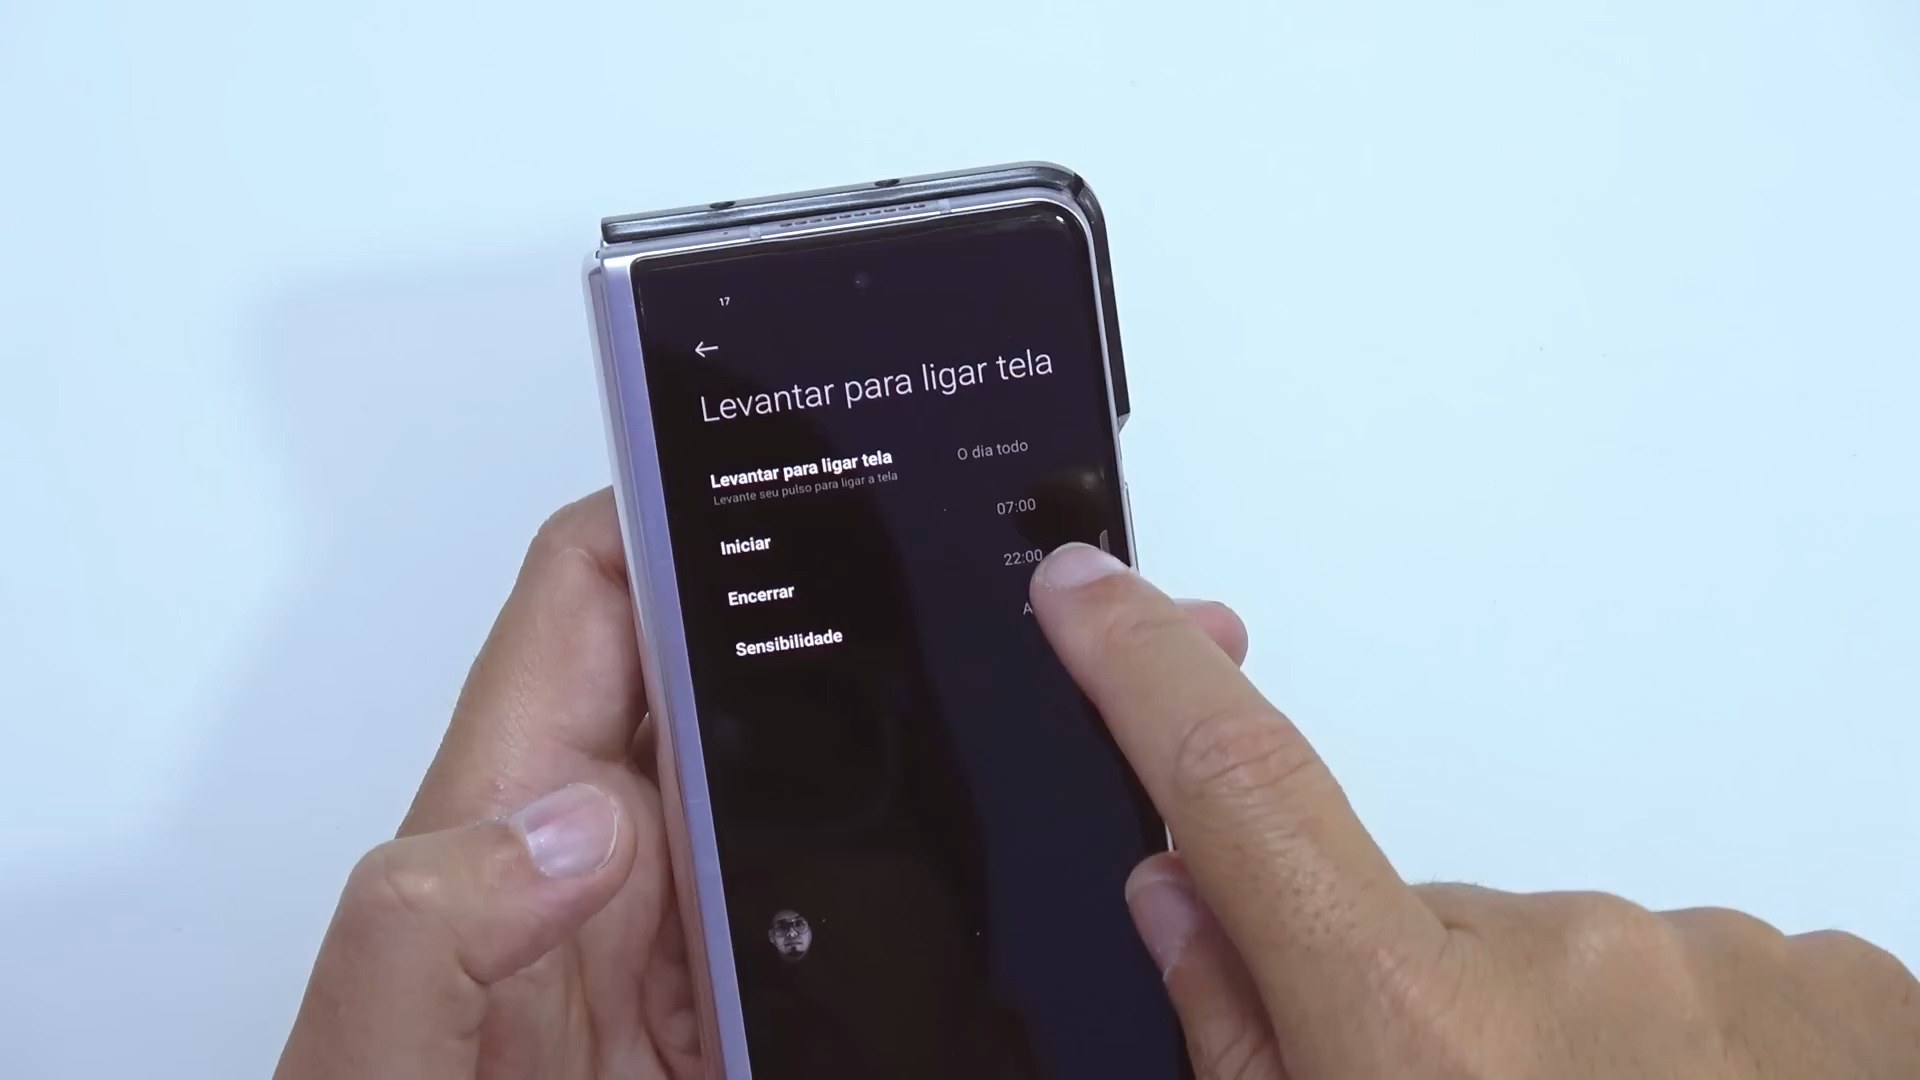 17
Levantar para ligar tela
Levantar para ligar tela
O dia todo
Levante seu pulso para ligar a tela
Iniciar
07:00
Encerrar
22:00
Sensibilidade